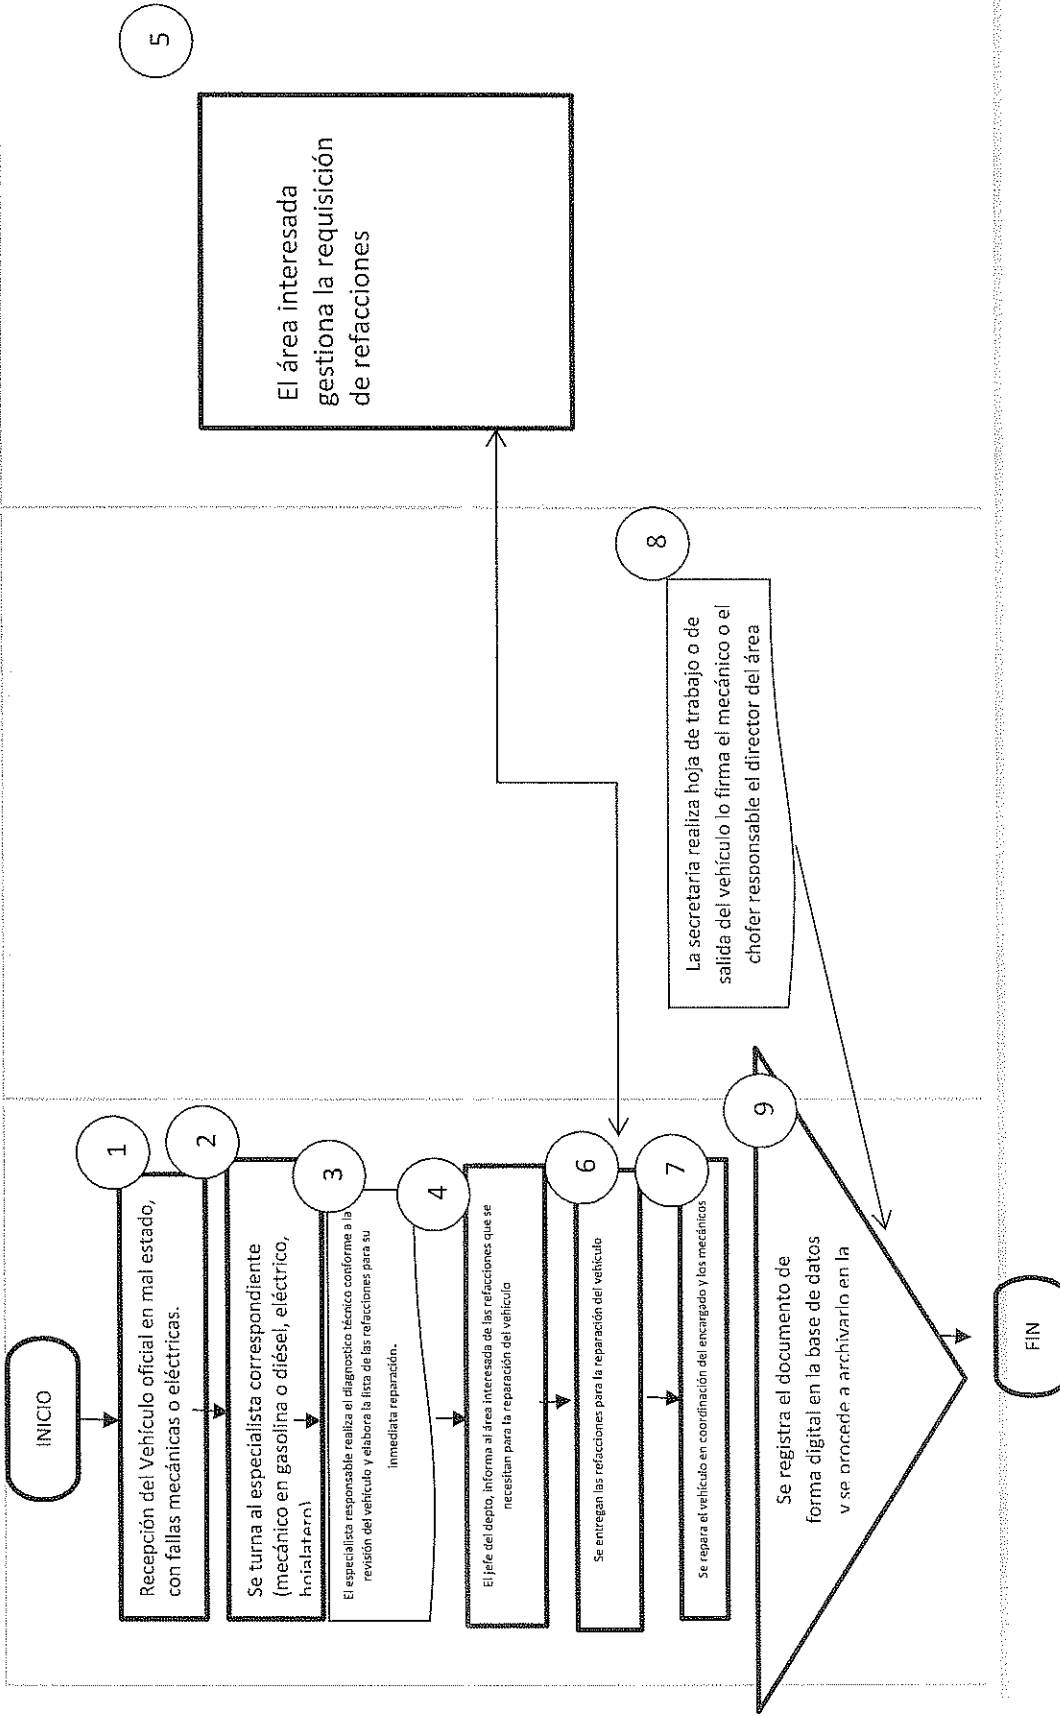 INICIO
1
Recepción del Vehículo oficial en mal estado,
con fallas mecánicas o eléctricas.
2
Se turna al especialista correspondiente
(mecánico en gasolina o diésel, eléctrico,
hojalatero)
3
El especialista responsable realiza el diagnostico técnico conforme a la
revisión del vehículo y elabora la lista de las refacciones para su
inmediata reparación.
4
El jefe del depto, informa al área interesada de las refacciones que se
necesitan para la reparación del vehículo
5
El área interesada
gestiona la requisición
de refacciones
6
Se entregan las refacciones para la reparación del vehículo
7
Se repara el vehículo en coordinación del encargado y los mecánicos
8
La secretaria realiza hoja de trabajo o de
salida del vehículo lo firma el mecánico o el
chofer responsable el director del área
9
Se registra el documento de
forma digital en la base de datos
y se procede a archivarlo en la
FIN